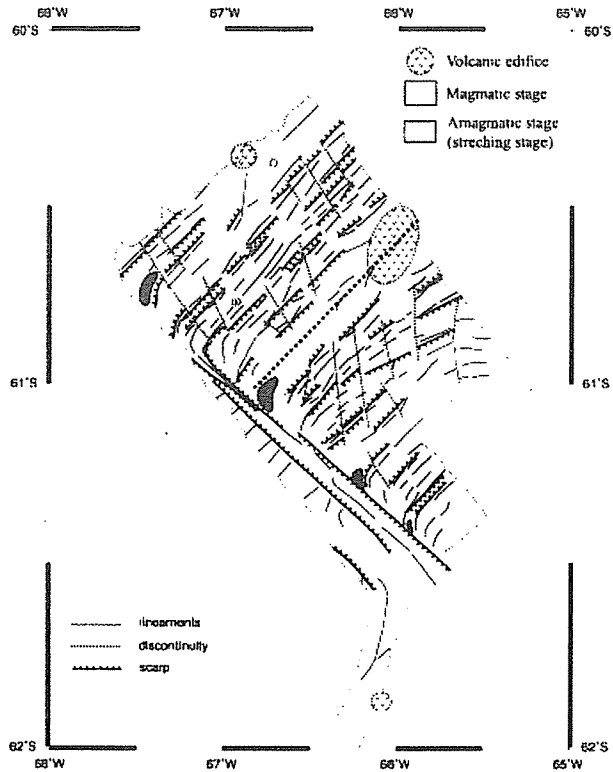 68°W 67°W 66°W 65°W
60°S 60°S
Volcanic edifice
Magmatic stage
Amagmatic stage
(streching stage)
61°S 61°S
lineaments
discontinuity
scarp
62°S 62°S
68°W 67°W 66°W 65°W